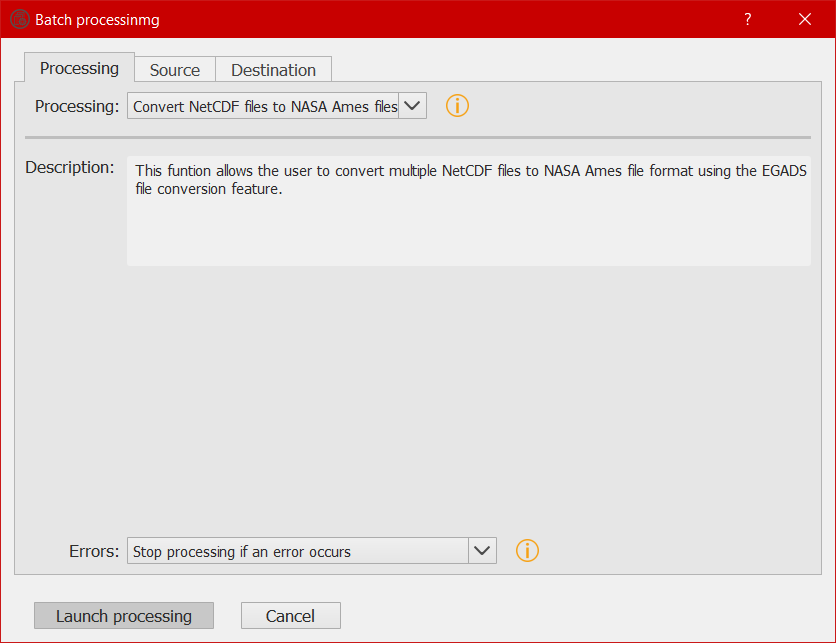 Batch processinmg
?
Processing Source Destination
Processing: Convert NetCDF files to NASA Ames files
Description: This funtion allows the user to convert multiple NetCDF files to NASA Ames file format using the EGADS
file conversion feature.
Errors: Stop processing if an error occurs
Launch processing Cancel